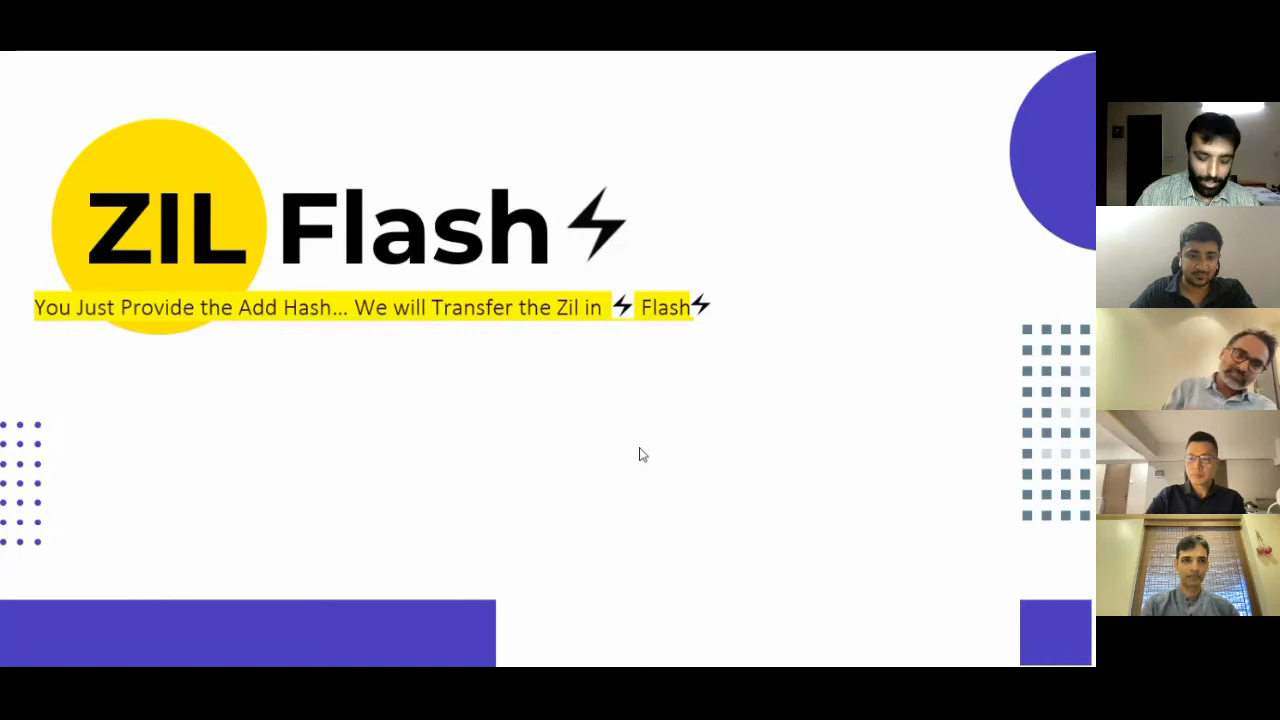 ZIL Flash⚡
You Just Provide the Add Hash... We will Transfer the Zil in ⚡ Flash⚡